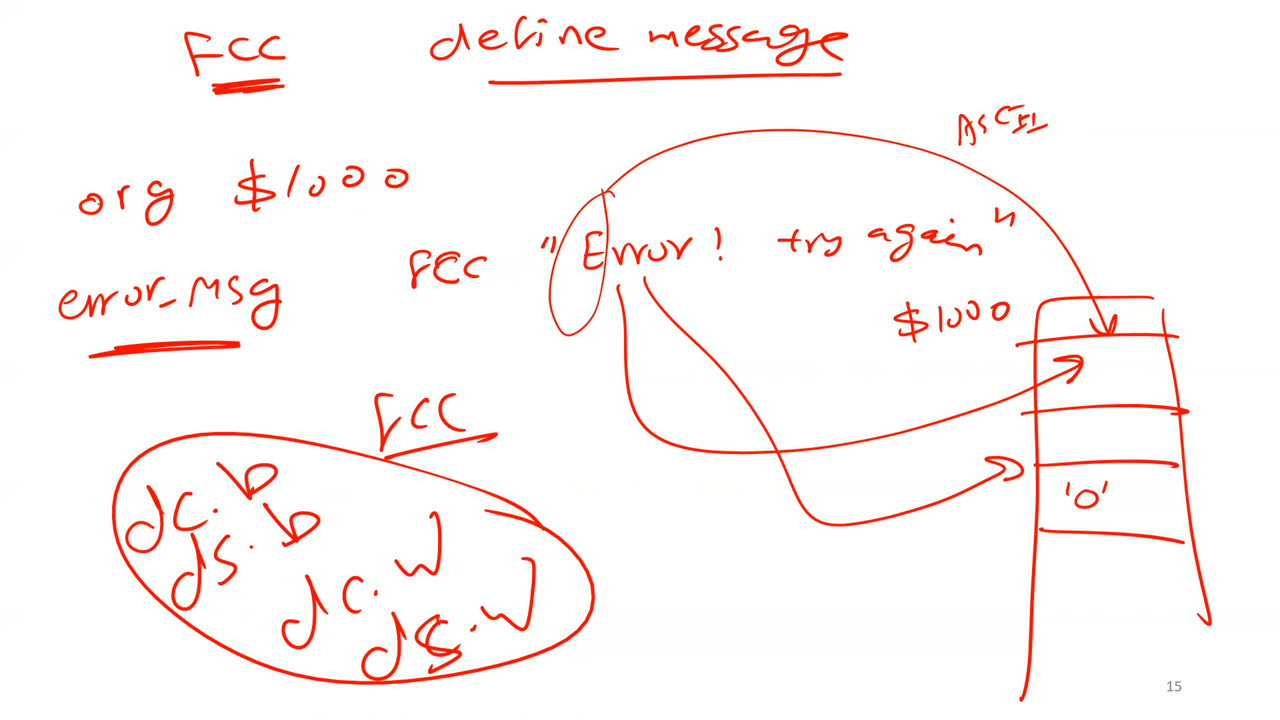 FCC define message
ASCII
org $1000
FCC "Error! try again"
error_msg
$1000
FCC
dc.b
ds.b
dc.w
ds.w
'O'
15